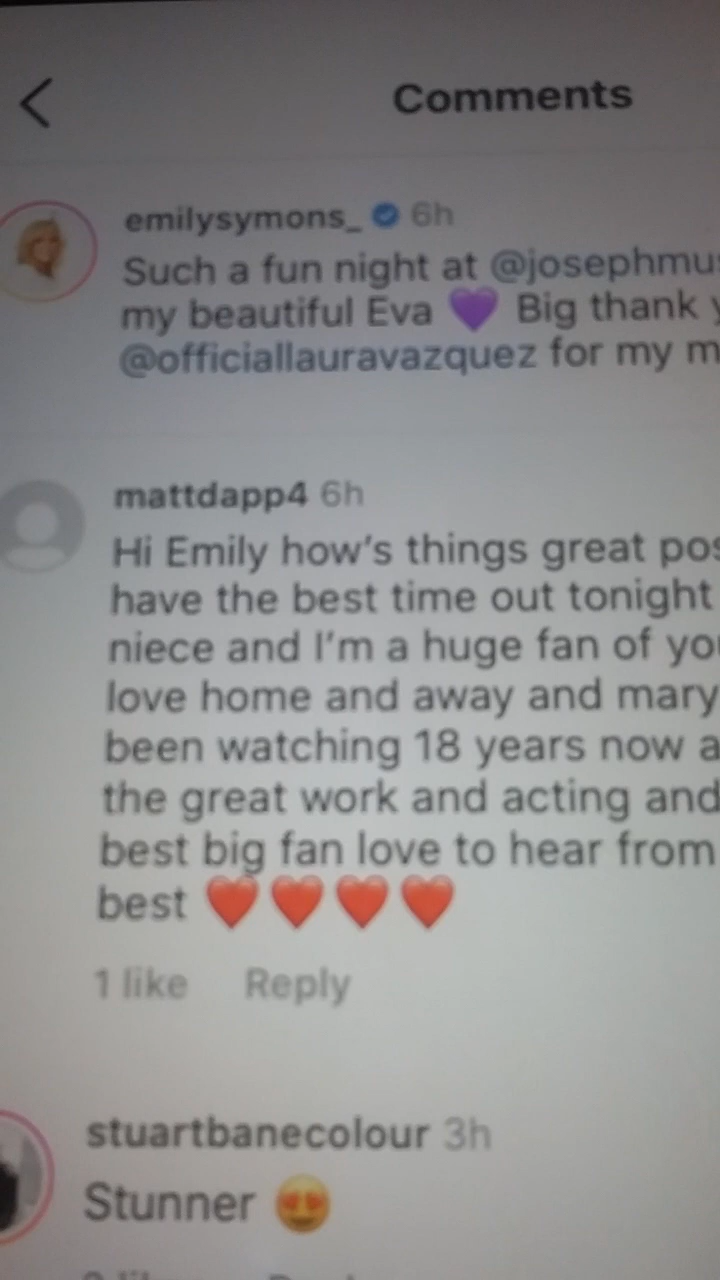 Comments
emilysymons_ 6h
Such a fun night at @josephmu
my beautiful Eva 💜 Big thank
@officiallauravazquez for my
mattdapp4 6h
Hi Emily how's things great
have the best time out tonight
niece and I'm a huge fan of
love home and away and mary
been watching 18 years now
the great work and acting and
best big fan love to hear from
best ❤️❤️❤️❤️
1 like Reply
stuartbanecolour 3h
Stunner 😍